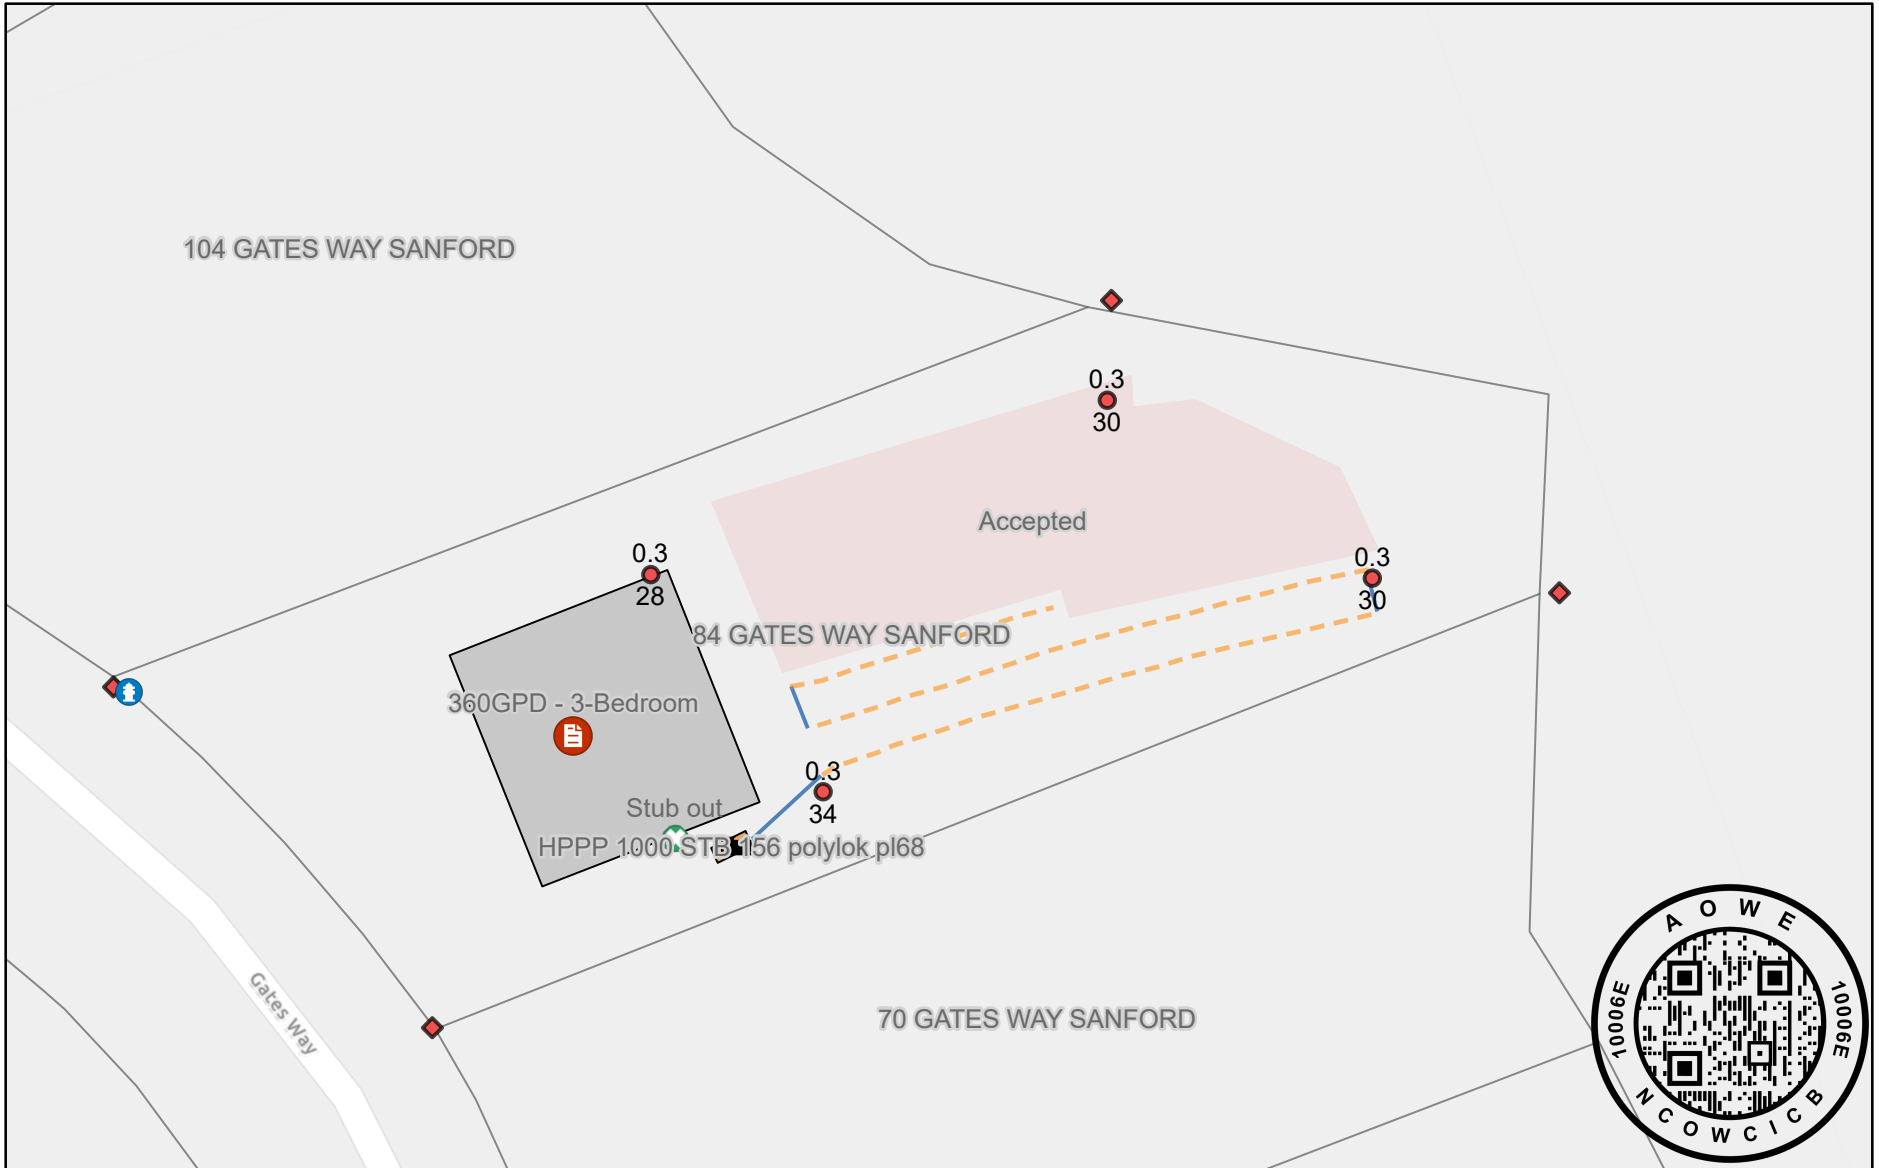 104 GATES WAY SANFORD
0.3
30
Accepted
0.3
28
0.3
30
84 GATES WAY SANFORD
360GPD - 3-Bedroom
0.3
34
Stub out
HPPP 1000 STB 156 polylok pl68
Gates Way
70 GATES WAY SANFORD
AOWE
10006E
10006E
NCOWCICB